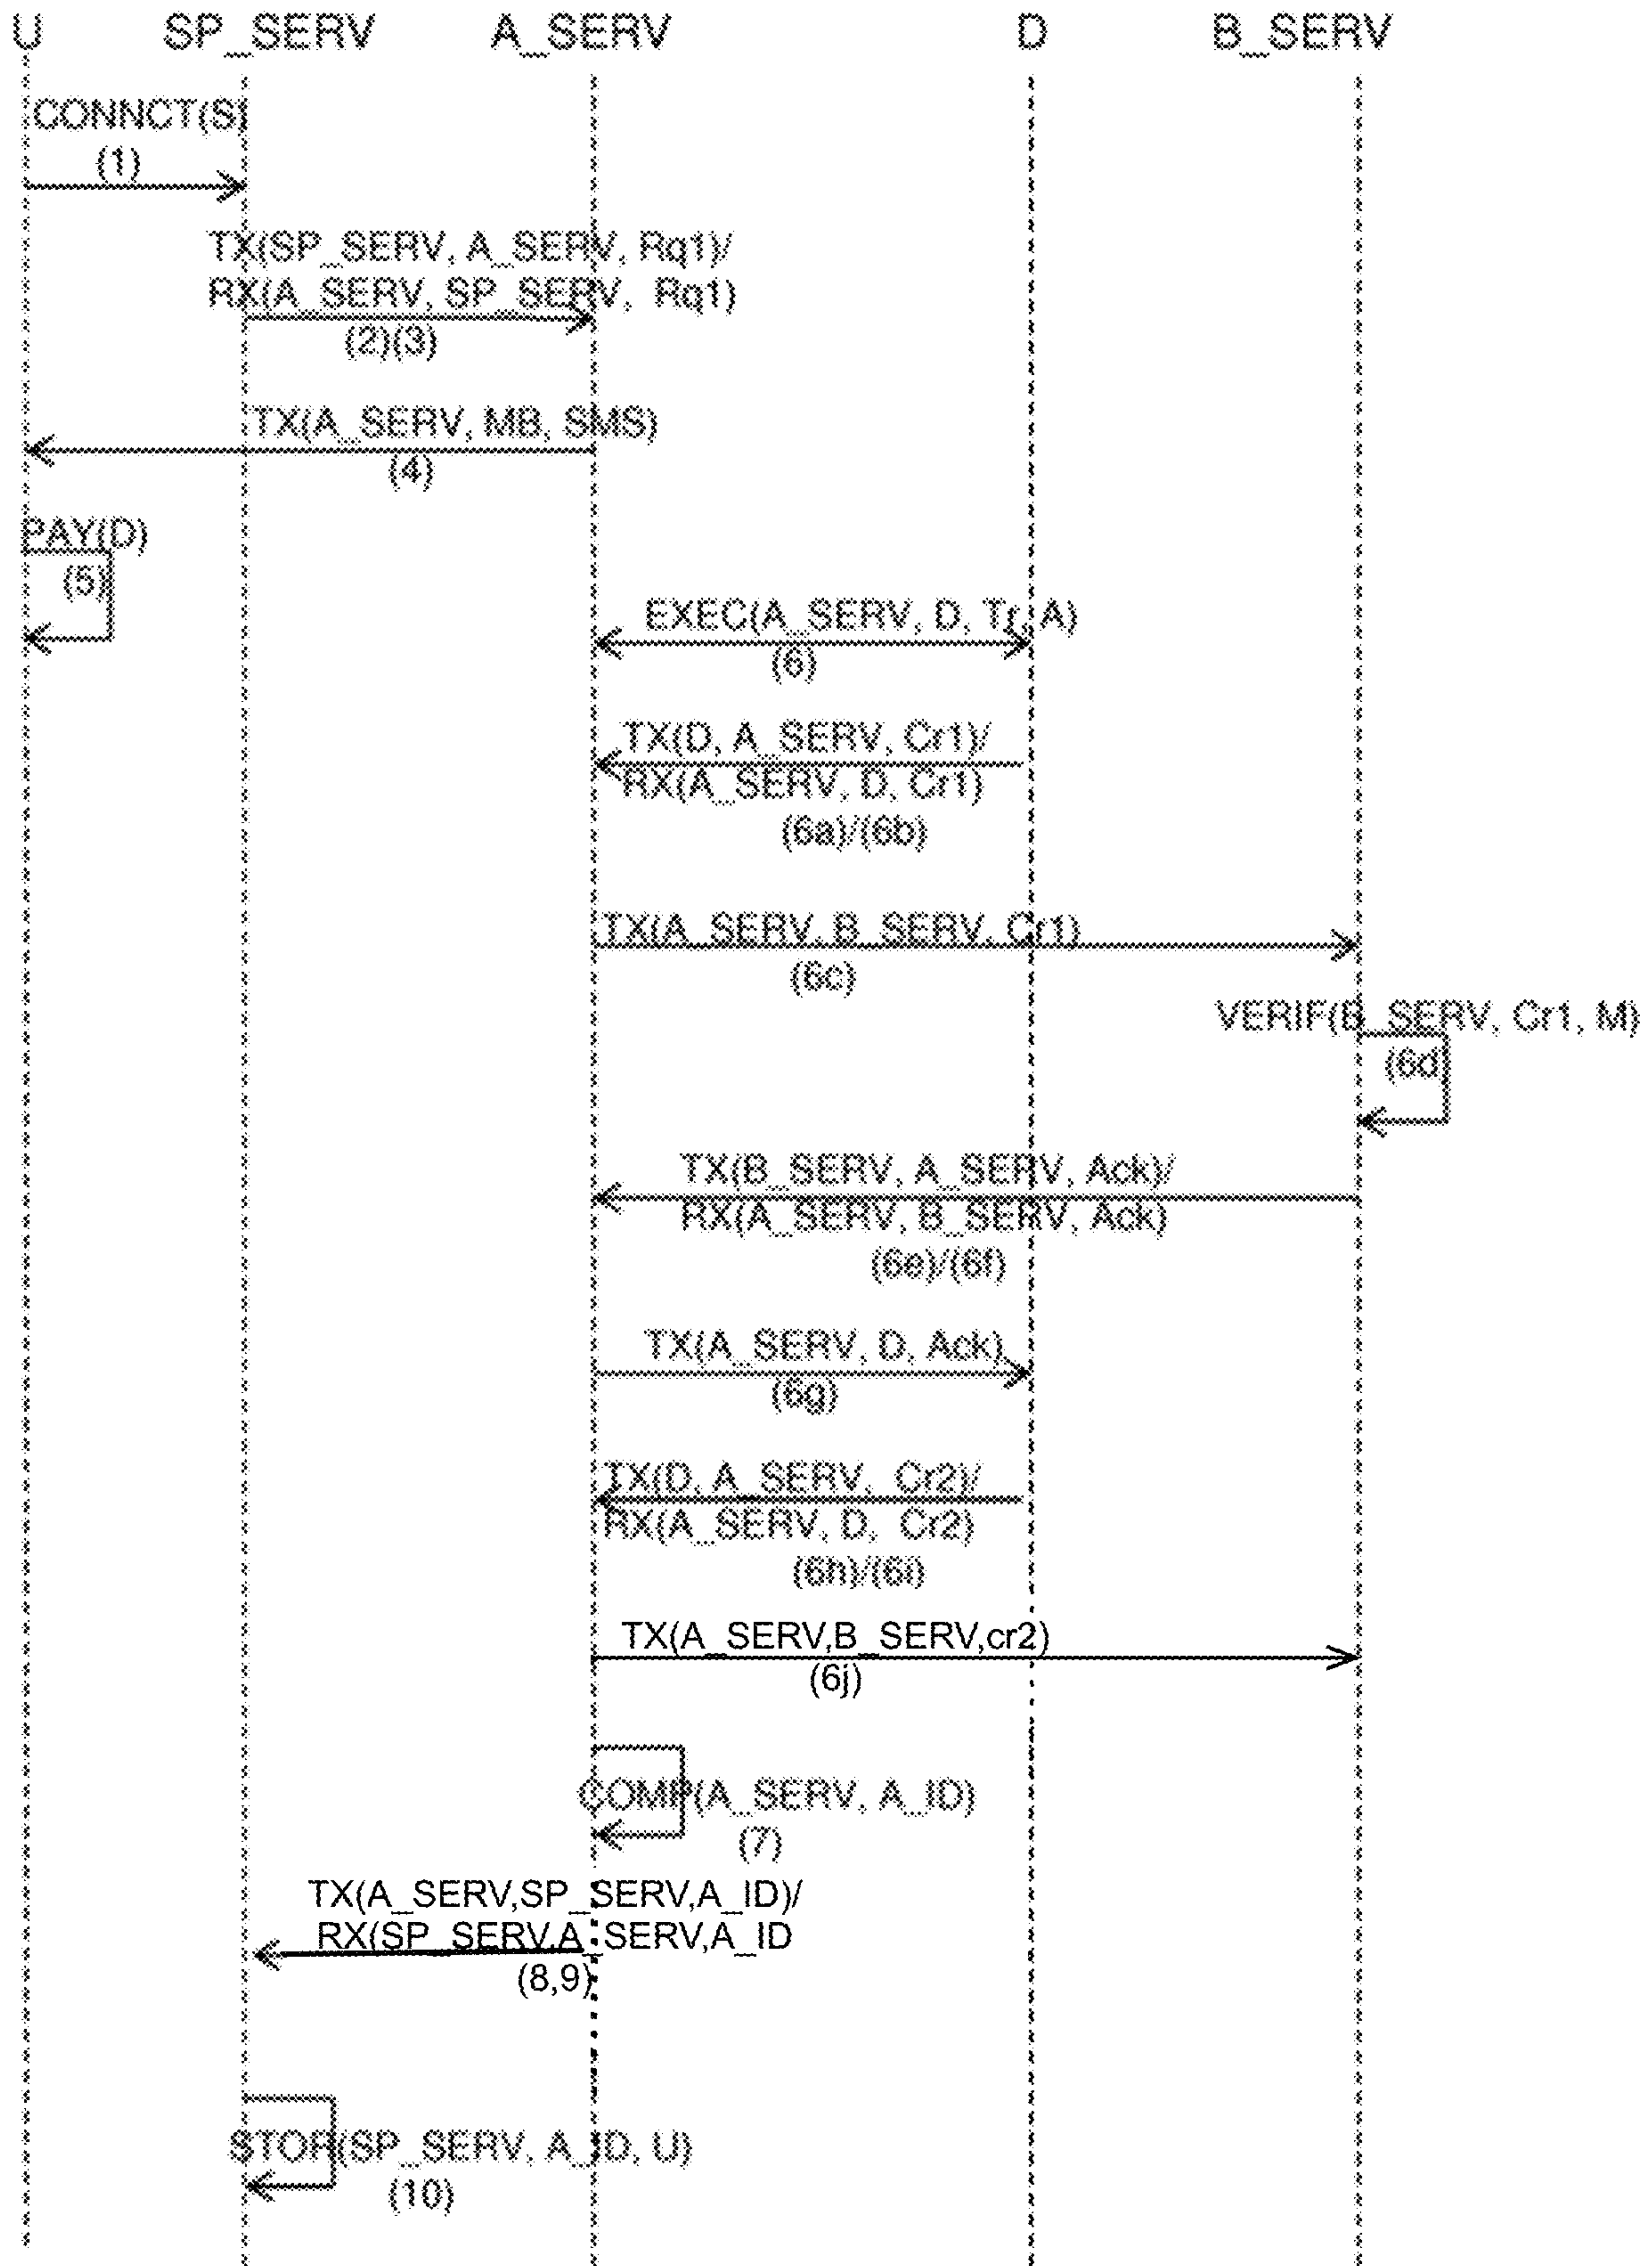 U SP_SERV A_SERV D B_SERV
CONNCT(S)
(1)
TX(SP_SERV, A_SERV, Rq1)/
RX(A_SERV, SP_SERV, Rq1)
(2)(3)
TX(A_SERV, MB, SMS)
(4)
PAY(D)
(5)
EXEC(A_SERV, D, Tr, A)
(6)
TX(D, A_SERV, Cr1)/
RX(A_SERV, D, Cr1)
(6a)/(6b)
TX(A_SERV, B_SERV, Cr1)
(6c)
VERIF(B_SERV, Cr1, M)
(6d)
TX(B_SERV, A_SERV, Ack)/
RX(A_SERV, B_SERV, Ack)
(6e)/(6f)
TX(A_SERV, D, Ack)
(6g)
TX(D, A_SERV, Cr2)/
RX(A_SERV, D, Cr2)
(6h)/(6i)
TX(A_SERV,B_SERV,cr2)
(6j)
COMP(A_SERV, A_ID)
(7)
TX(A_SERV,SP_SERV,A_ID)/
RX(SP_SERV,A_SERV,A_ID
(8,9)
STOR(SP_SERV, A_ID, U)
(10)